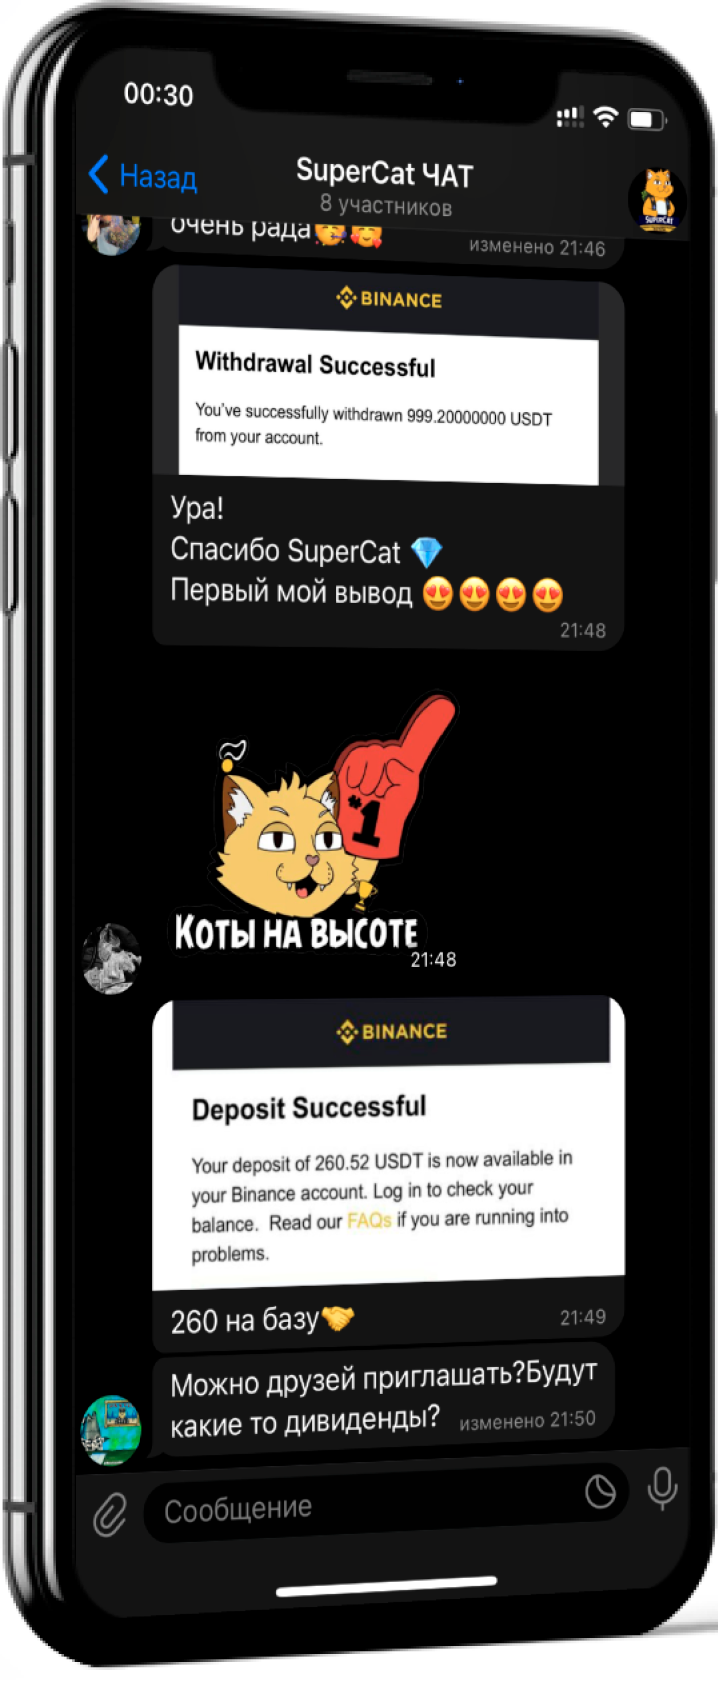 00:30
Назад
SuperCat ЧАТ
8 участников
очень рада
изменено 21:46
BINANCE
Withdrawal Successful
You've successfully withdrawn 999.20000000 USDT
from your account.
Ура!
Спасибо SuperCat
Первый мой вывод
21:48
#1
КОТЫ НА ВЫСОТЕ
21:48
BINANCE
Deposit Successful
Your deposit of 260.52 USDT is now available in
your Binance account. Log in to check your
balance. Read our FAQs if you are running into
problems.
260 на базу
21:49
Можно друзей приглашать?Будут
какие то дивиденды?
изменено 21:50
Сообщение
SUPERCAT